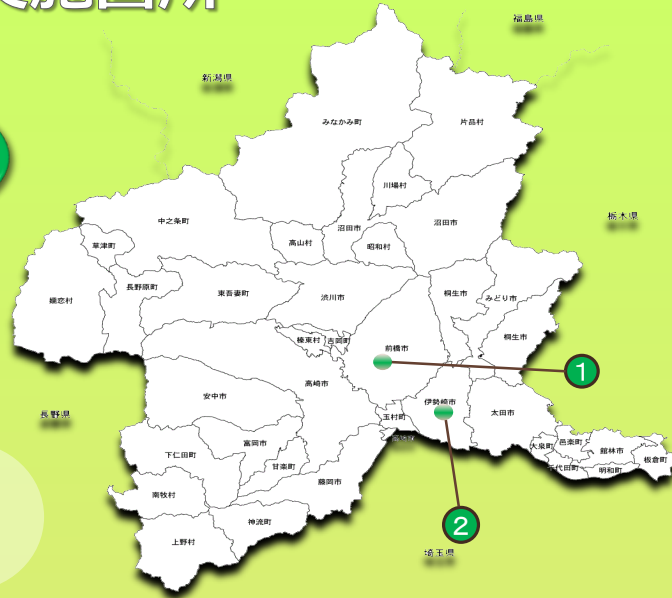 福島県
新潟県
みなかみ町
片品村
川場村
栃木県
中之条町
沼田市
沼田市
高山村
昭和村
草津町
長野原町
東吾妻町
渋川市
桐生市
みどり市
嬬恋村
榛東村
吉岡町
前橋市
桐生市
①
高崎市
安中市
伊勢崎市
玉村町
太田市
長野県
邑楽町
大泉町
館林市
板倉町
千代田町
明和町
富岡市
下仁田町
甘楽町
藤岡市
南牧村
神流町
②
上野村
埼玉県